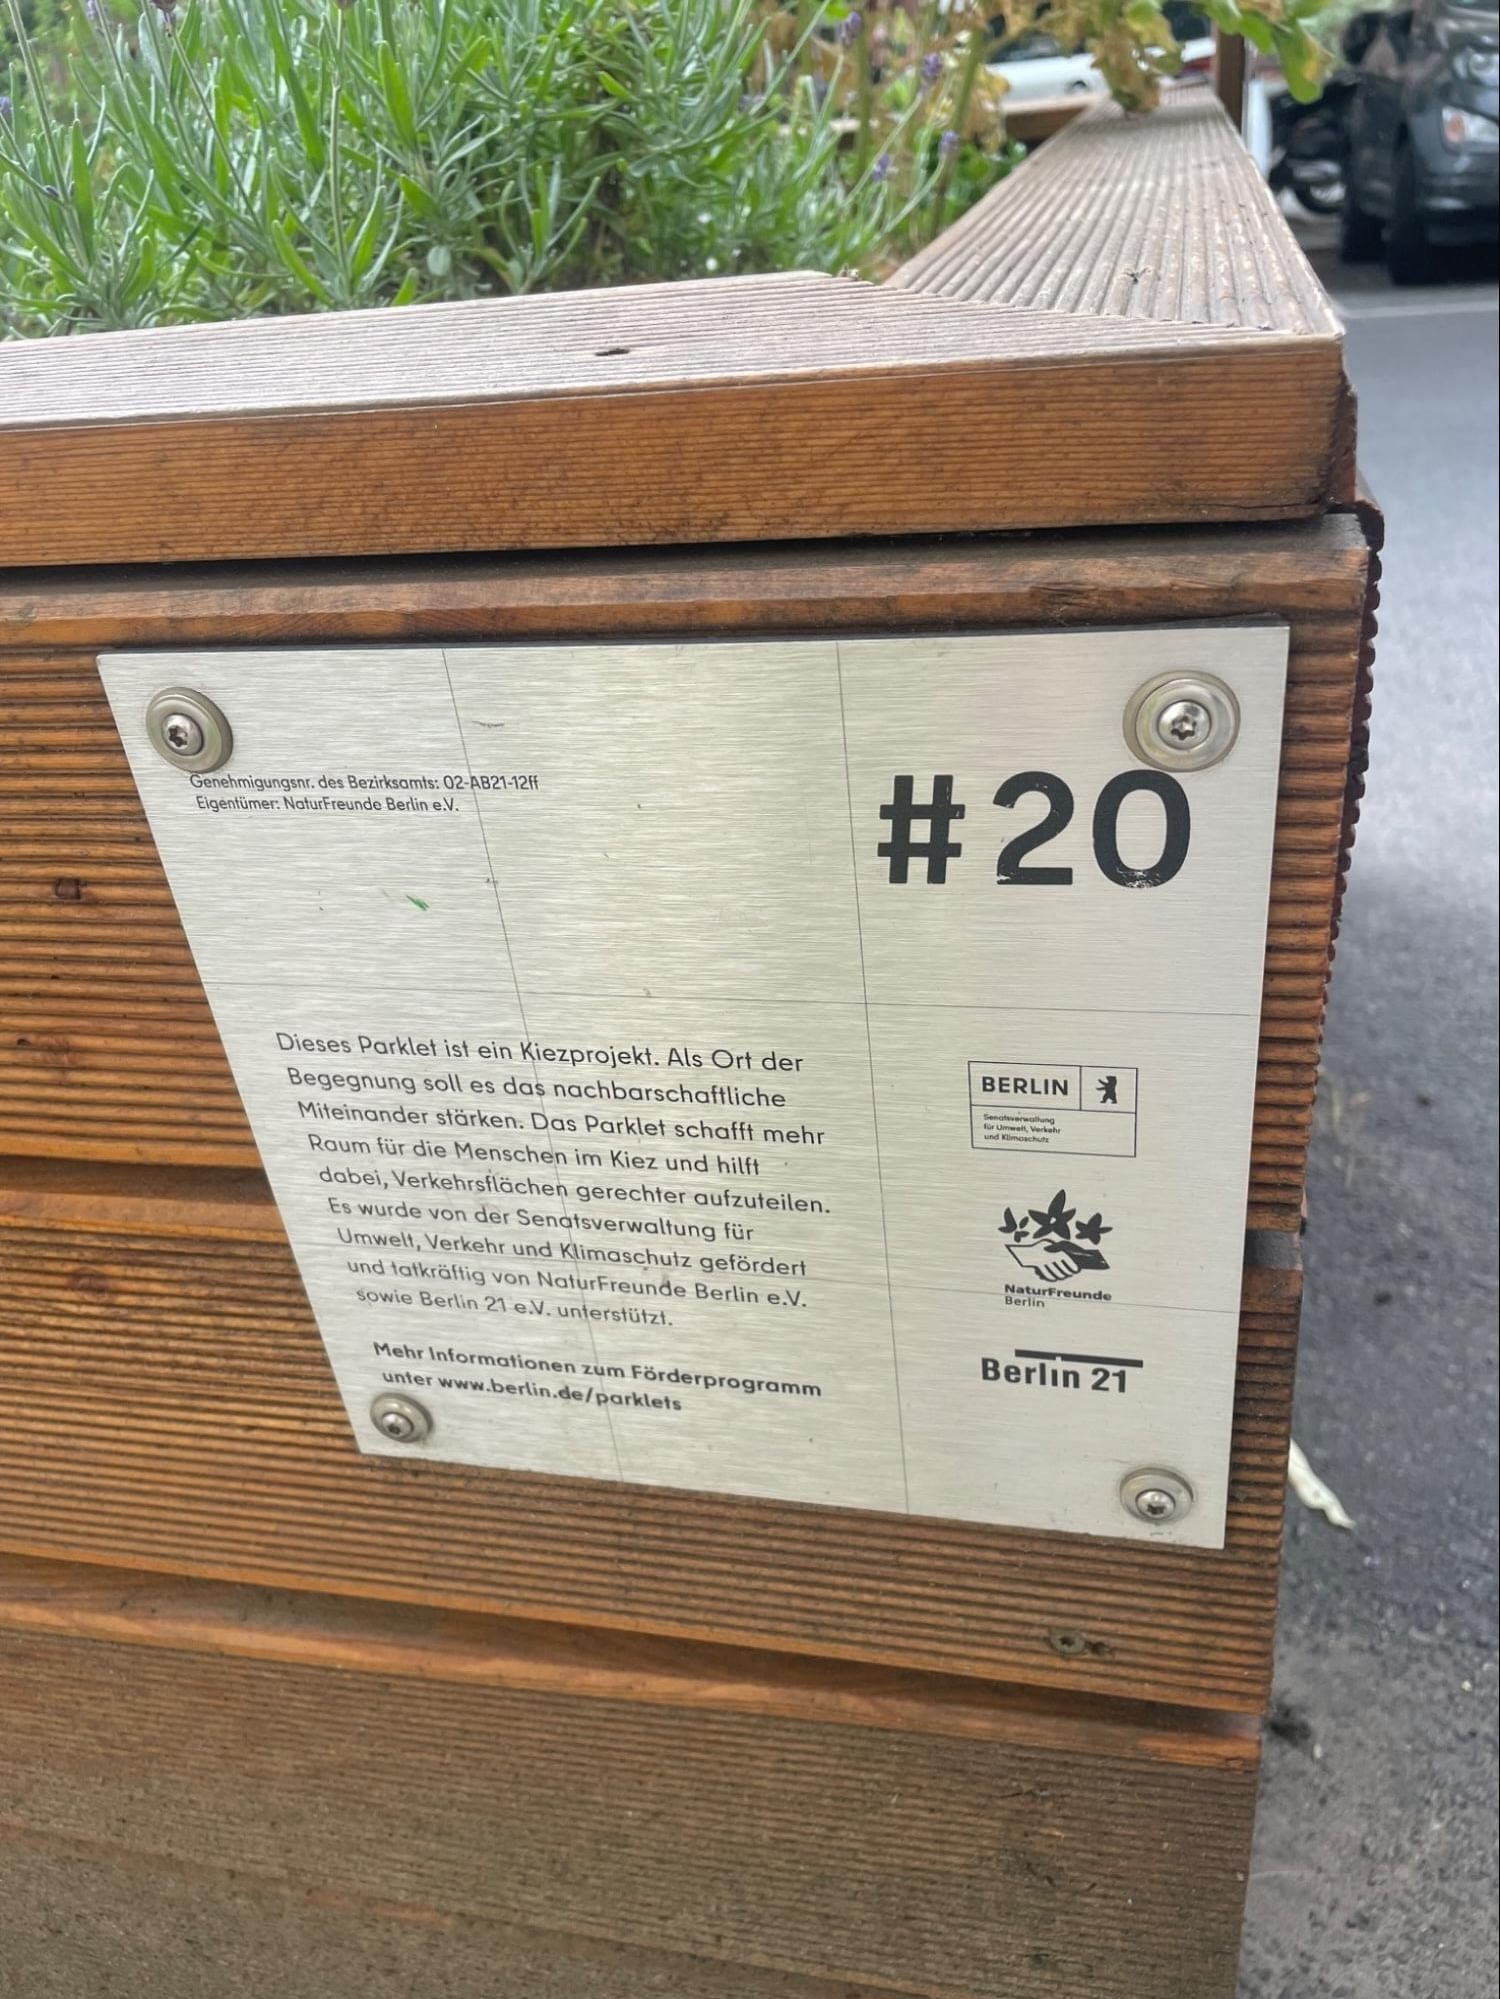 Genehmigungsnr. des Bezirksamts: 02-AB21-12ff
Eigentümer: NaturFreunde Berlin e.V.
#20
Dieses Parklet ist ein Kiezprojekt. Als Ort der
Begegnung soll es das nachbarschaftliche
Miteinander stärken. Das Parklet schafft mehr
Raum für die Menschen im Kiez und hilft
dabei, Verkehrsflächen gerechter aufzuteilen.
Es wurde von der Senatsverwaltung für
Umwelt, Verkehr und Klimaschutz gefördert
und tatkräftig von NaturFreunde Berlin e.V.
sowie Berlin 21 e.V. unterstützt.
Mehr Informationen zum Förderprogramm
unter www.berlin.de/parklets
BERLIN
Senatsverwaltung
für Umwelt, Verkehr
und Klimaschutz
NaturFreunde
Berlin
Berlin 21